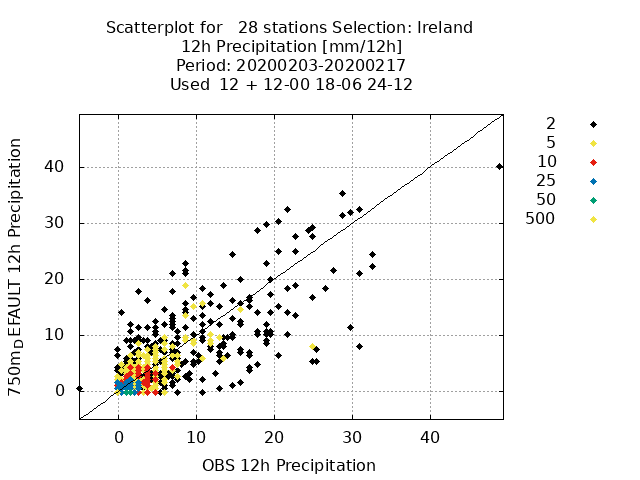 Scatterplot for   28 stations Selection: Ireland
12h Precipitation [mm/12h]
Period: 20200203-20200217
Used  12 + 12-00 18-06 24-12
2
5
10
25
50
500
750mDEFAULT 12h Precipitation
40
30
20
10
0
0 10 20 30 40
OBS 12h Precipitation